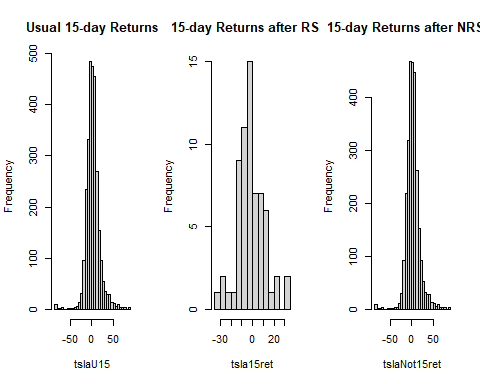 Usual 15-day Returns
15-day Returns after RS
15-day Returns after NRS
Frequency
0
100
200
300
400
500
-50
0
50
tslaU15
Frequency
0
5
10
15
-30
0
20
tsla15ret
Frequency
0
100
200
300
400
-50
0
50
tslaNot15ret